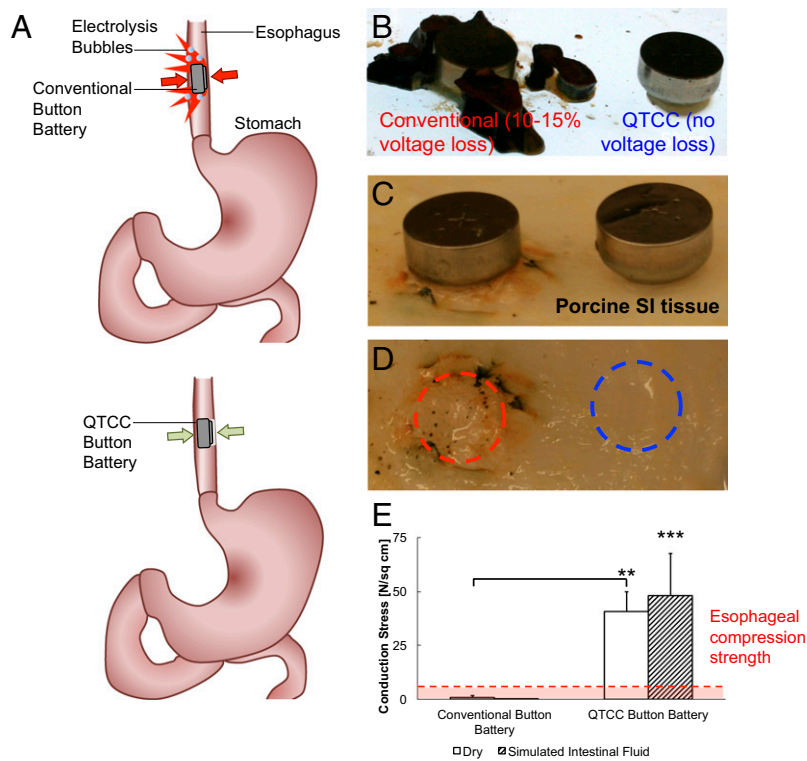 A
Electrolysis
Bubbles
Esophagus
Conventional
Button
Battery
Stomach
QTCC
Button
Battery
B
Conventional (10-15%
voltage loss)
QTCC (no
voltage loss)
C
Porcine SI tissue
D
E
Conduction Stress [N/sq cm]
75
50
25
0
**
***
Esophageal
compression
strength
Conventional Button
Battery
QTCC Button Battery
Dry
Simulated Intestinal Fluid